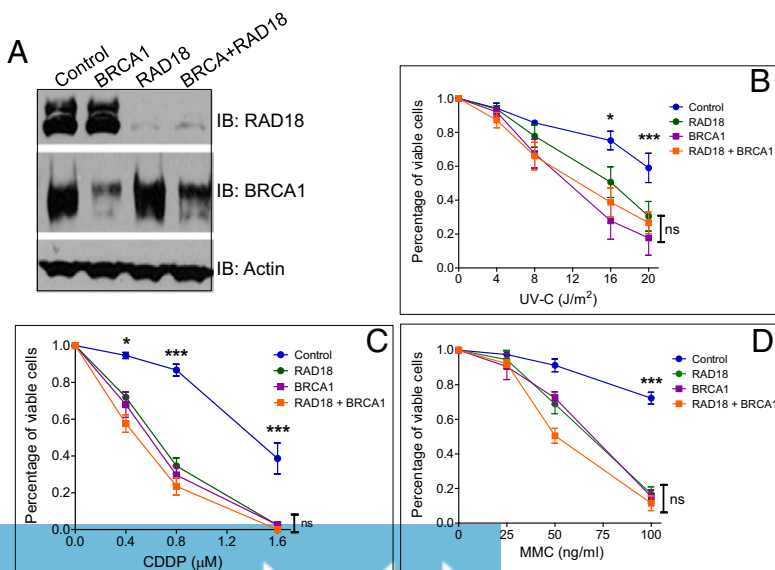 A
Control
BRCA1
RAD18
BRCA+RAD18
IB: RAD18
IB: BRCA1
IB: Actin
B
Percentage of viable cells
1.0
0.8
0.6
0.4
0.2
0.0
0 4 8 12 16 20
UV-C (J/m²)
* ***
Control
RAD18
BRCA1
RAD18 + BRCA1
ns
C
Percentage of viable cells
1.0
0.8
0.6
0.4
0.2
0.0
0.0 0.4 0.8 1.2 1.6
CDDP (μM)
* *** ***
Control
RAD18
BRCA1
RAD18 + BRCA1
ns
D
Percentage of viable cells
1.0
0.8
0.6
0.4
0.2
0.0
0 25 50 75 100
MMC (ng/ml)
***
Control
RAD18
BRCA1
RAD18 + BRCA1
ns